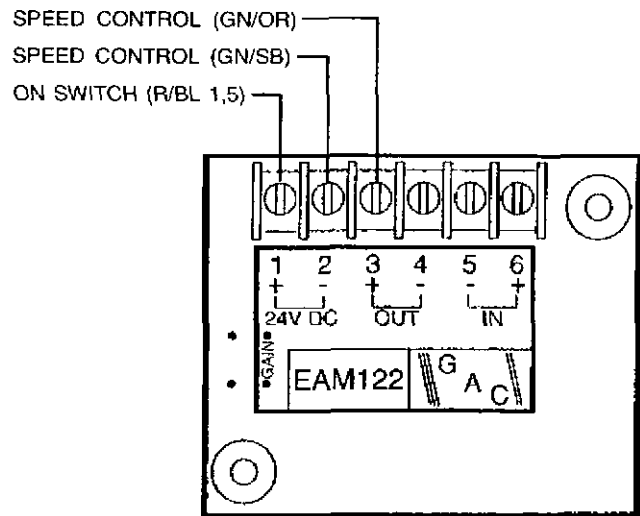 SPEED CONTROL (GN/OR)
SPEED CONTROL (GN/SB)
ON SWITCH (R/BL 1,5)
1 2 3 4 5 6
+ - + - - +
24V DC OUT IN
GAIN
EAM122
G A C